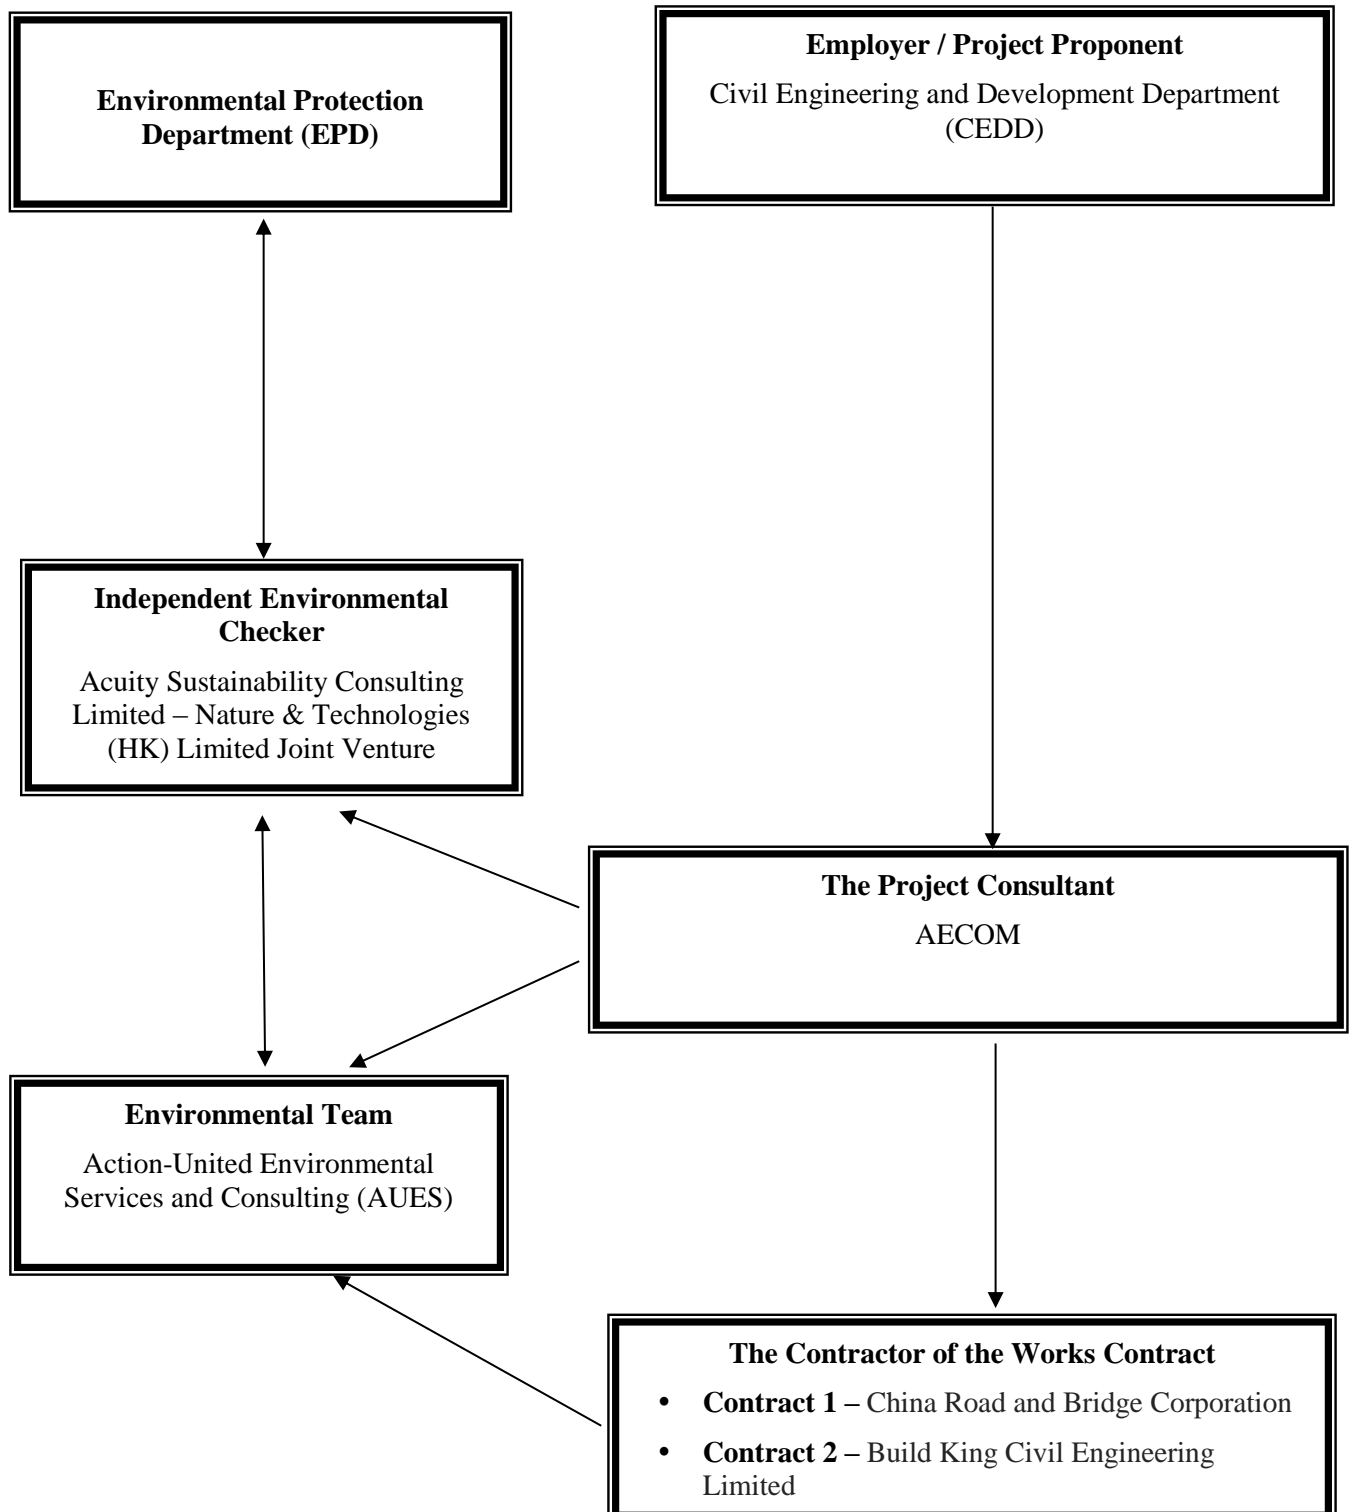 Environmental Protection
Department (EPD)
Employer / Project Proponent
Civil Engineering and Development Department
(CEDD)
Independent Environmental
Checker
Acuity Sustainability Consulting
Limited – Nature & Technologies
(HK) Limited Joint Venture
The Project Consultant
AECOM
Environmental Team
Action-United Environmental
Services and Consulting (AUES)
The Contractor of the Works Contract
• Contract 1 – China Road and Bridge Corporation
• Contract 2 – Build King Civil Engineering
Limited